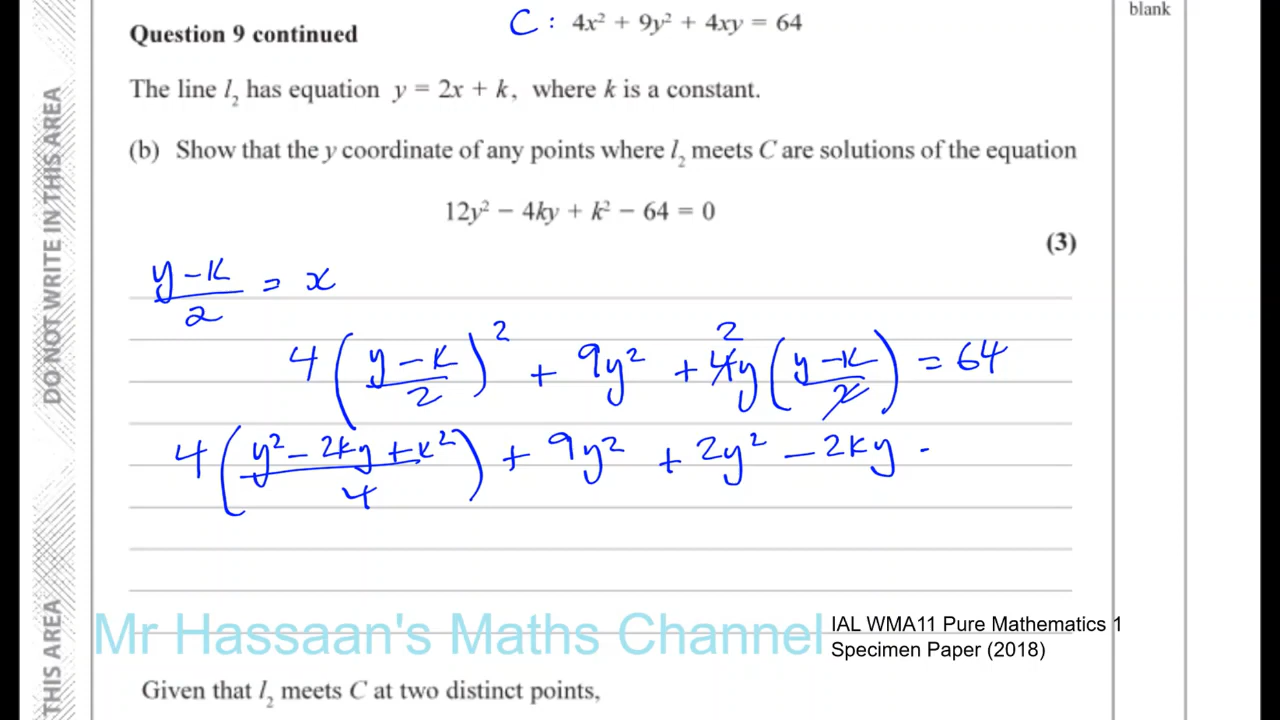 blank
C : 4x² + 9y² + 4xy = 64
Question 9 continued
The line l₂ has equation y = 2x + k, where k is a constant.
(b) Show that the y coordinate of any points where l₂ meets C are solutions of the equation
12y² − 4ky + k² − 64 = 0
(3)
(y − k)/2 = x
4((y − k)/2)² + 9y² + 4y((y − k)/2) = 64
2
4((y² − 2ky + k²)/4) + 9y² + 2y² − 2ky -
DO NOT WRITE IN THIS AREA
THIS AREA
Mr Hassaan's Maths Channel
IAL WMA11 Pure Mathematics 1
Specimen Paper (2018)
Given that l₂ meets C at two distinct points,